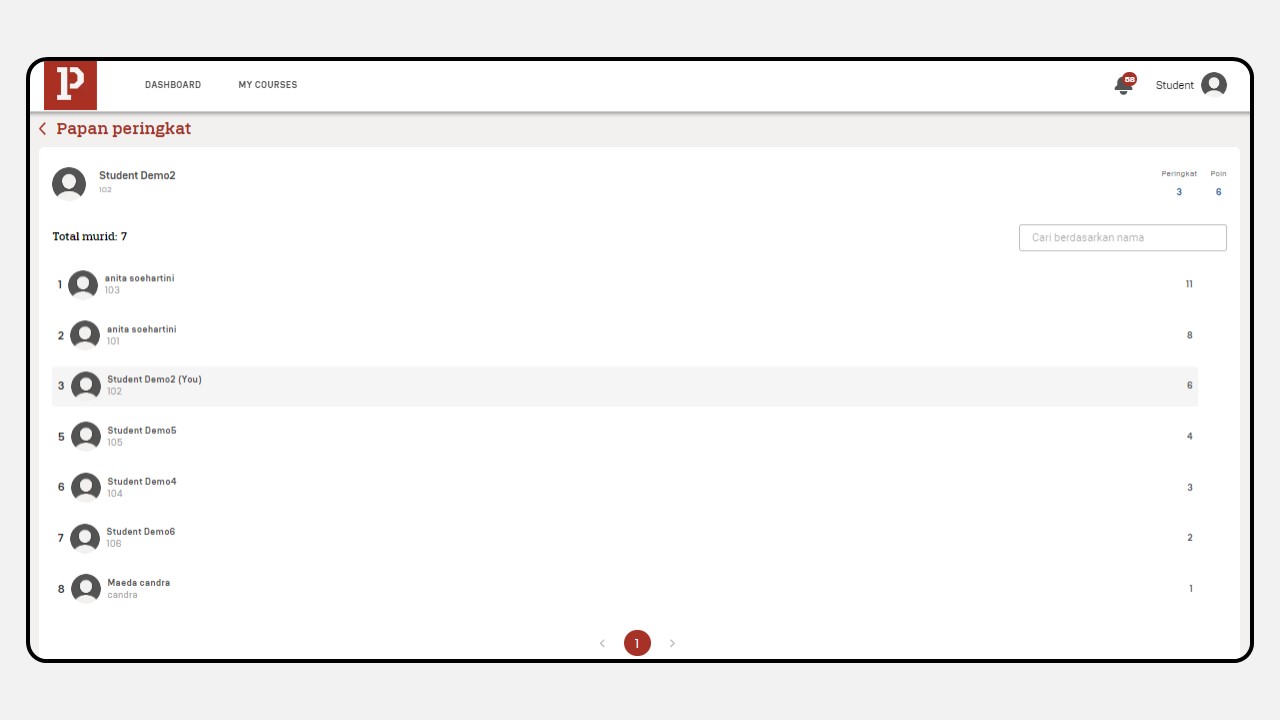 P
DASHBOARD MY COURSES 58 Student
Papan peringkat
Student Demo2
102
Peringkat Poin
3 6
Total murid: 7
Cari berdasarkan nama
1 anita soehartini 11
103
2 anita soehartini 8
101
3 Student Demo2 (You) 6
102
5 Student Demo5 4
105
6 Student Demo4 3
104
7 Student Demo6 2
106
8 Maeda candra 1
candra
1